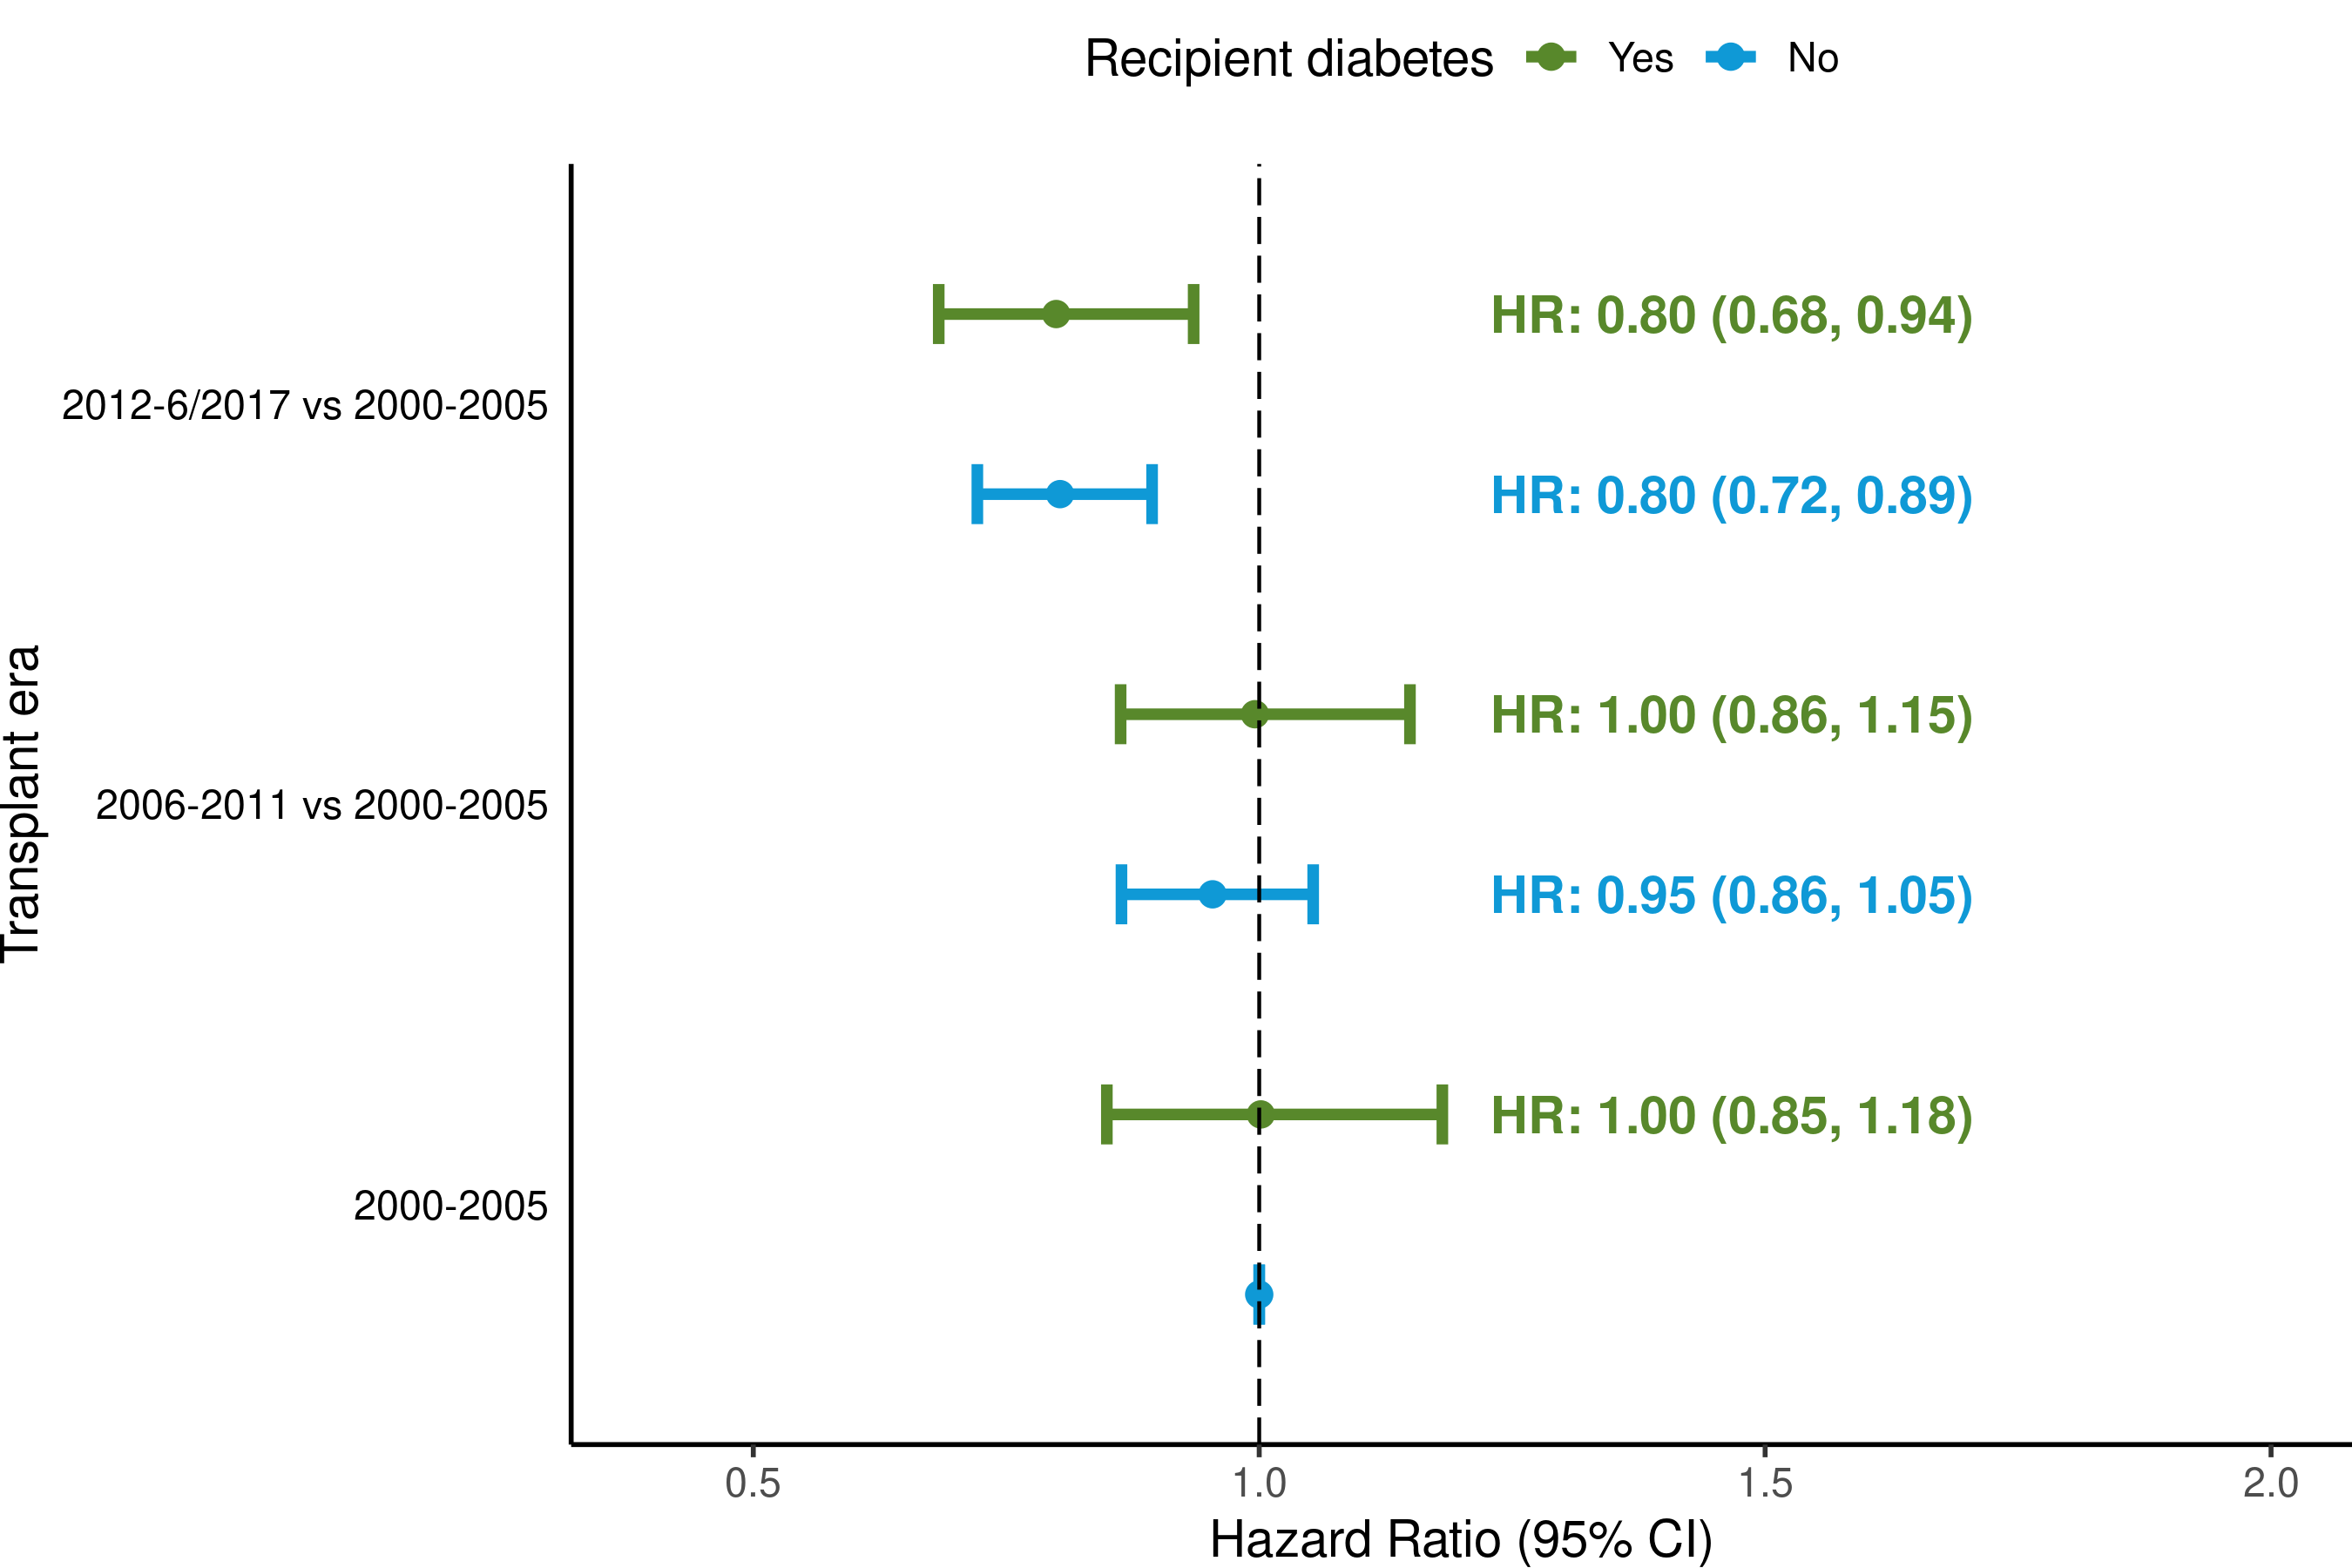 Recipient diabetes Yes No
HR: 0.80 (0.68, 0.94)
2012-6/2017 vs 2000-2005
HR: 0.80 (0.72, 0.89)
HR: 1.00 (0.86, 1.15)
Transplant era
2006-2011 vs 2000-2005
HR: 0.95 (0.86, 1.05)
HR: 1.00 (0.85, 1.18)
2000-2005
0.5 1.0 1.5 2.0
Hazard Ratio (95% CI)